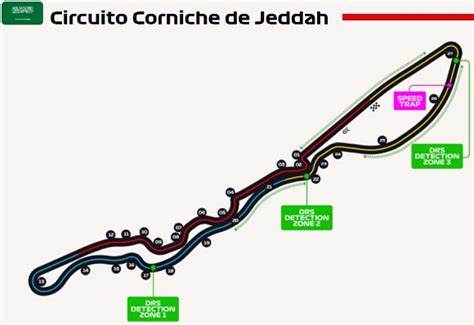 Circuito Corniche de Jeddah
27
SPEED
TRAP
26
DRS
DETECTION
ZONE 3
25
24
23
22
01
02
03
04
21
DRS
DETECTION
ZONE 2
05
06
07
08
09
10
11
12
20
19
18
17
16
15
14
13
DRS
DETECTION
ZONE 1